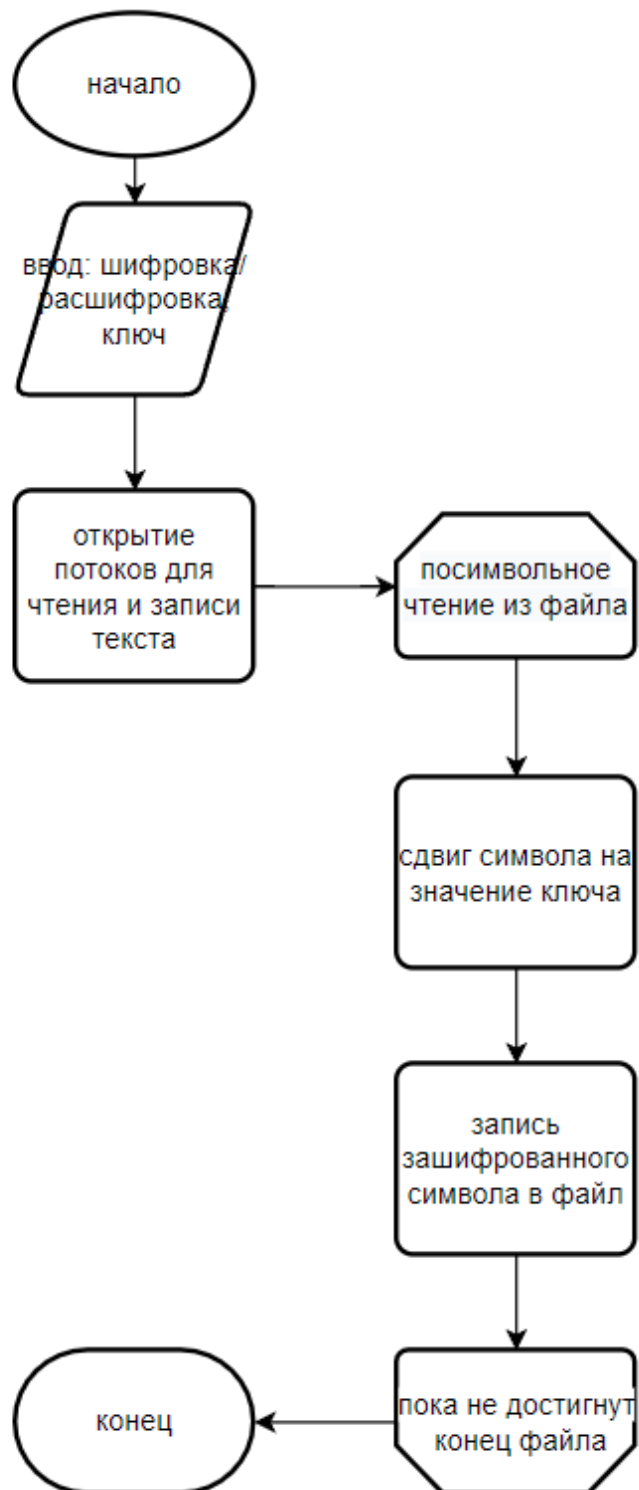 начало
ввод: шифровка/
расшифровка,
ключ
открытие
потоков для
чтения и записи
текста
посимвольное
чтение из файла
сдвиг символа на
значение ключа
запись
зашифрованного
символа в файл
пока не достигнут
конец файла
конец